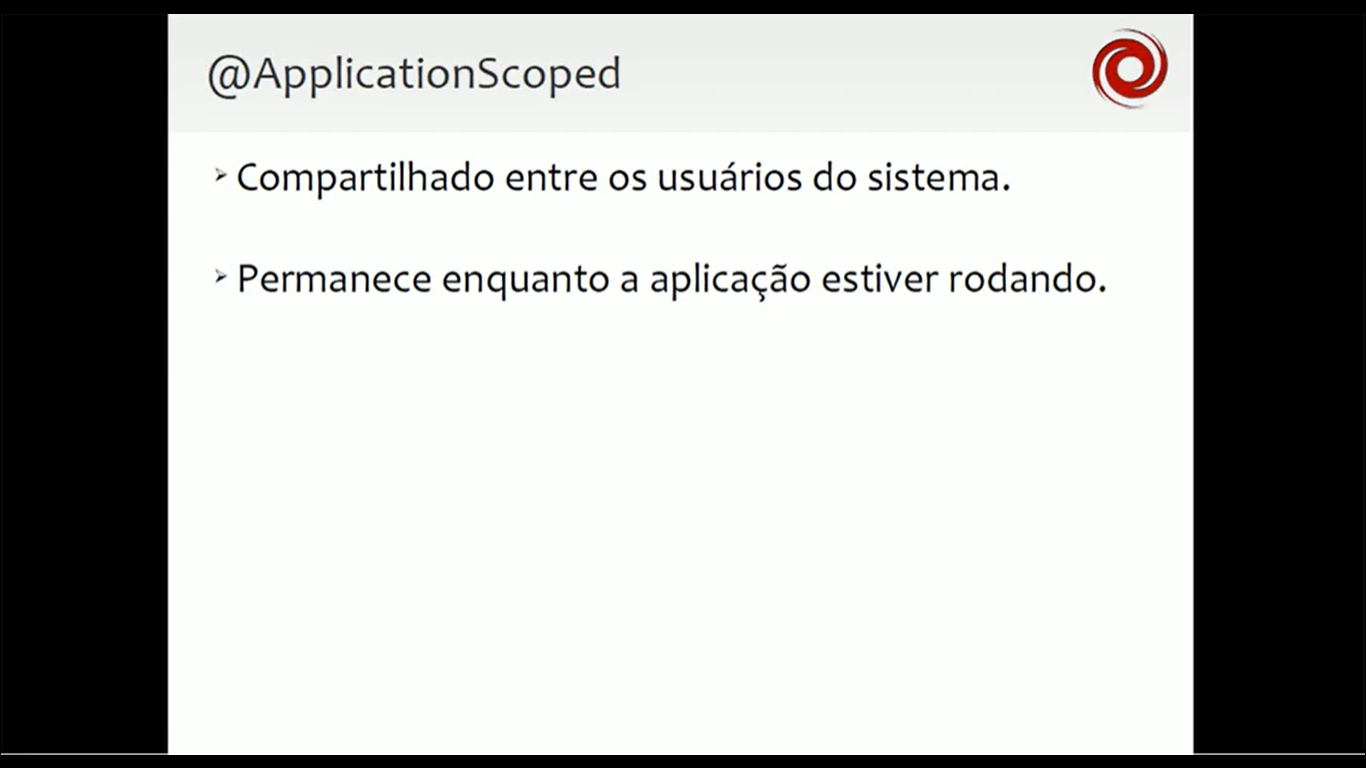 @ApplicationScoped
➢ Compartilhado entre os usuários do sistema.
➢ Permanece enquanto a aplicação estiver rodando.